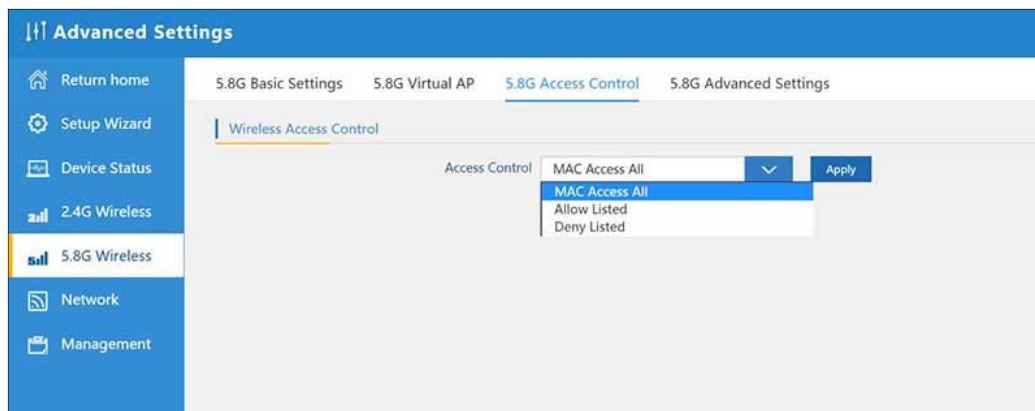 Advanced Settings
Return home
Setup Wizard
Device Status
2.4G Wireless
5.8G Wireless
Network
Management
5.8G Basic Settings 5.8G Virtual AP 5.8G Access Control 5.8G Advanced Settings
Wireless Access Control
Access Control MAC Access All Apply
MAC Access All
Allow Listed
Deny Listed